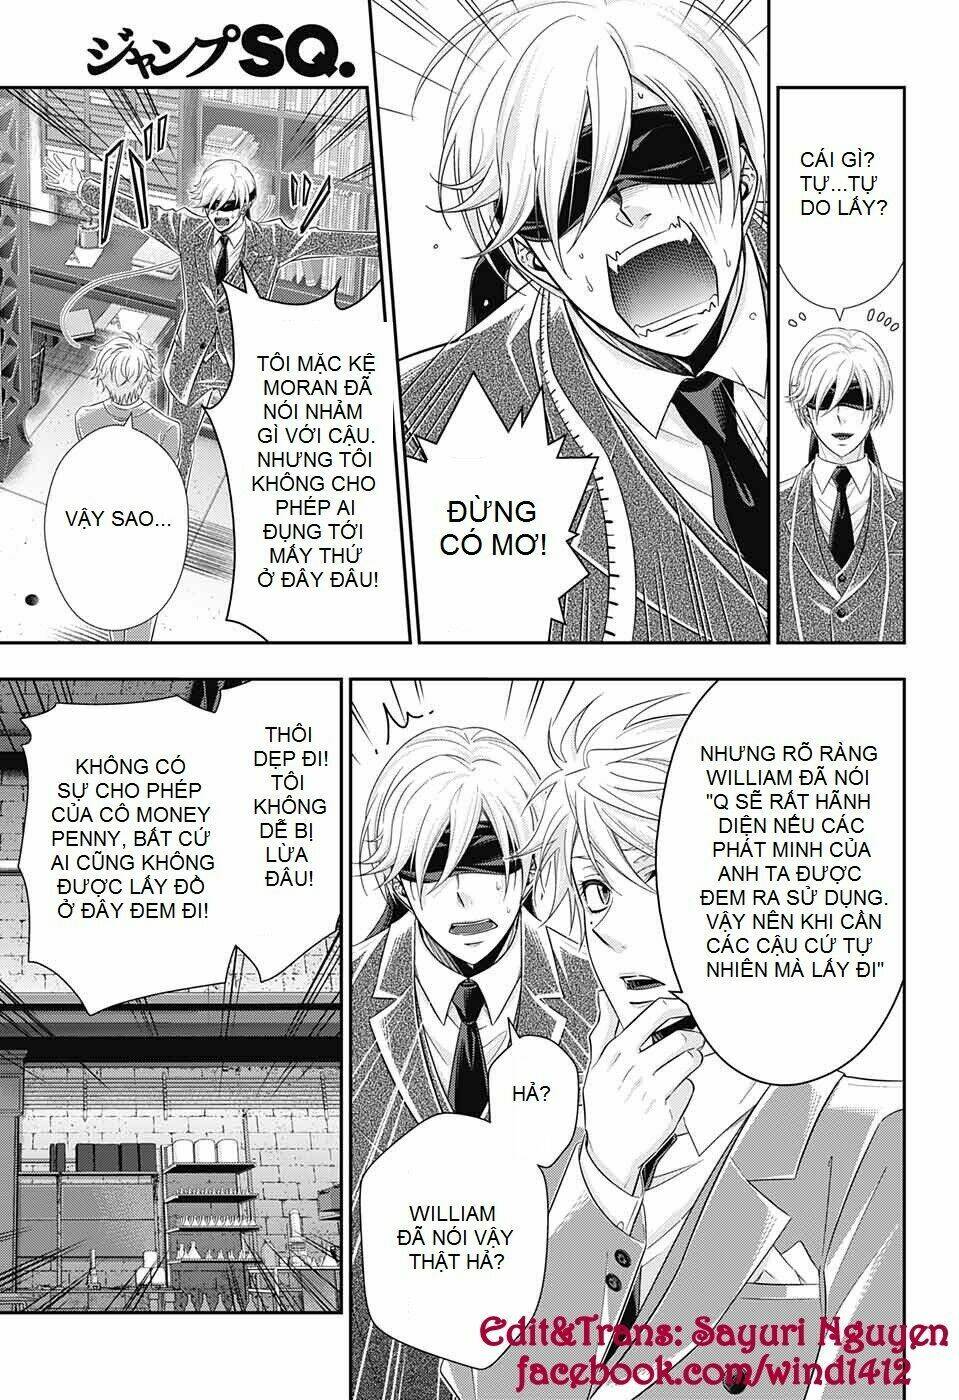 ジャンプSQ.
CÁI GÌ?
TỰ...TỰ
DO LẤY?
ĐỪNG
CÓ MƠ!
TÔI MẶC KỆ
MORAN ĐÃ
NÓI NHẢM
GÌ VỚI CẬU.
NHƯNG TÔI
KHÔNG CHO
PHÉP AI
ĐỤNG TỚI
MẤY THỨ
Ở ĐÂY ĐÂU!
VẬY SAO...
NHƯNG RÕ RÀNG
WILLIAM ĐÃ NÓI
"Q SẼ RẤT HÃNH
DIỆN NẾU CÁC
PHÁT MINH CỦA
ANH TA ĐƯỢC
ĐEM RA SỬ DỤNG.
VẬY NÊN KHI CẦN
CÁC CẬU CỨ TỰ
NHIÊN MÀ LẤY ĐI"
HẢ?
WILLIAM
ĐÃ NÓI VẬY
THẬT HẢ?
THÔI
DẸP ĐI!
TÔI
KHÔNG
DỄ BỊ
LỪA
ĐÂU!
KHÔNG CÓ
SỰ CHO PHÉP
CỦA CÔ MONEY
PENNY, BẤT CỨ
AI CŨNG KHÔNG
ĐƯỢC LẤY ĐỒ
Ở ĐÂY ĐEM ĐI!
Edit&Trans: Sayuri Nguyen
facebook.com/wind1412